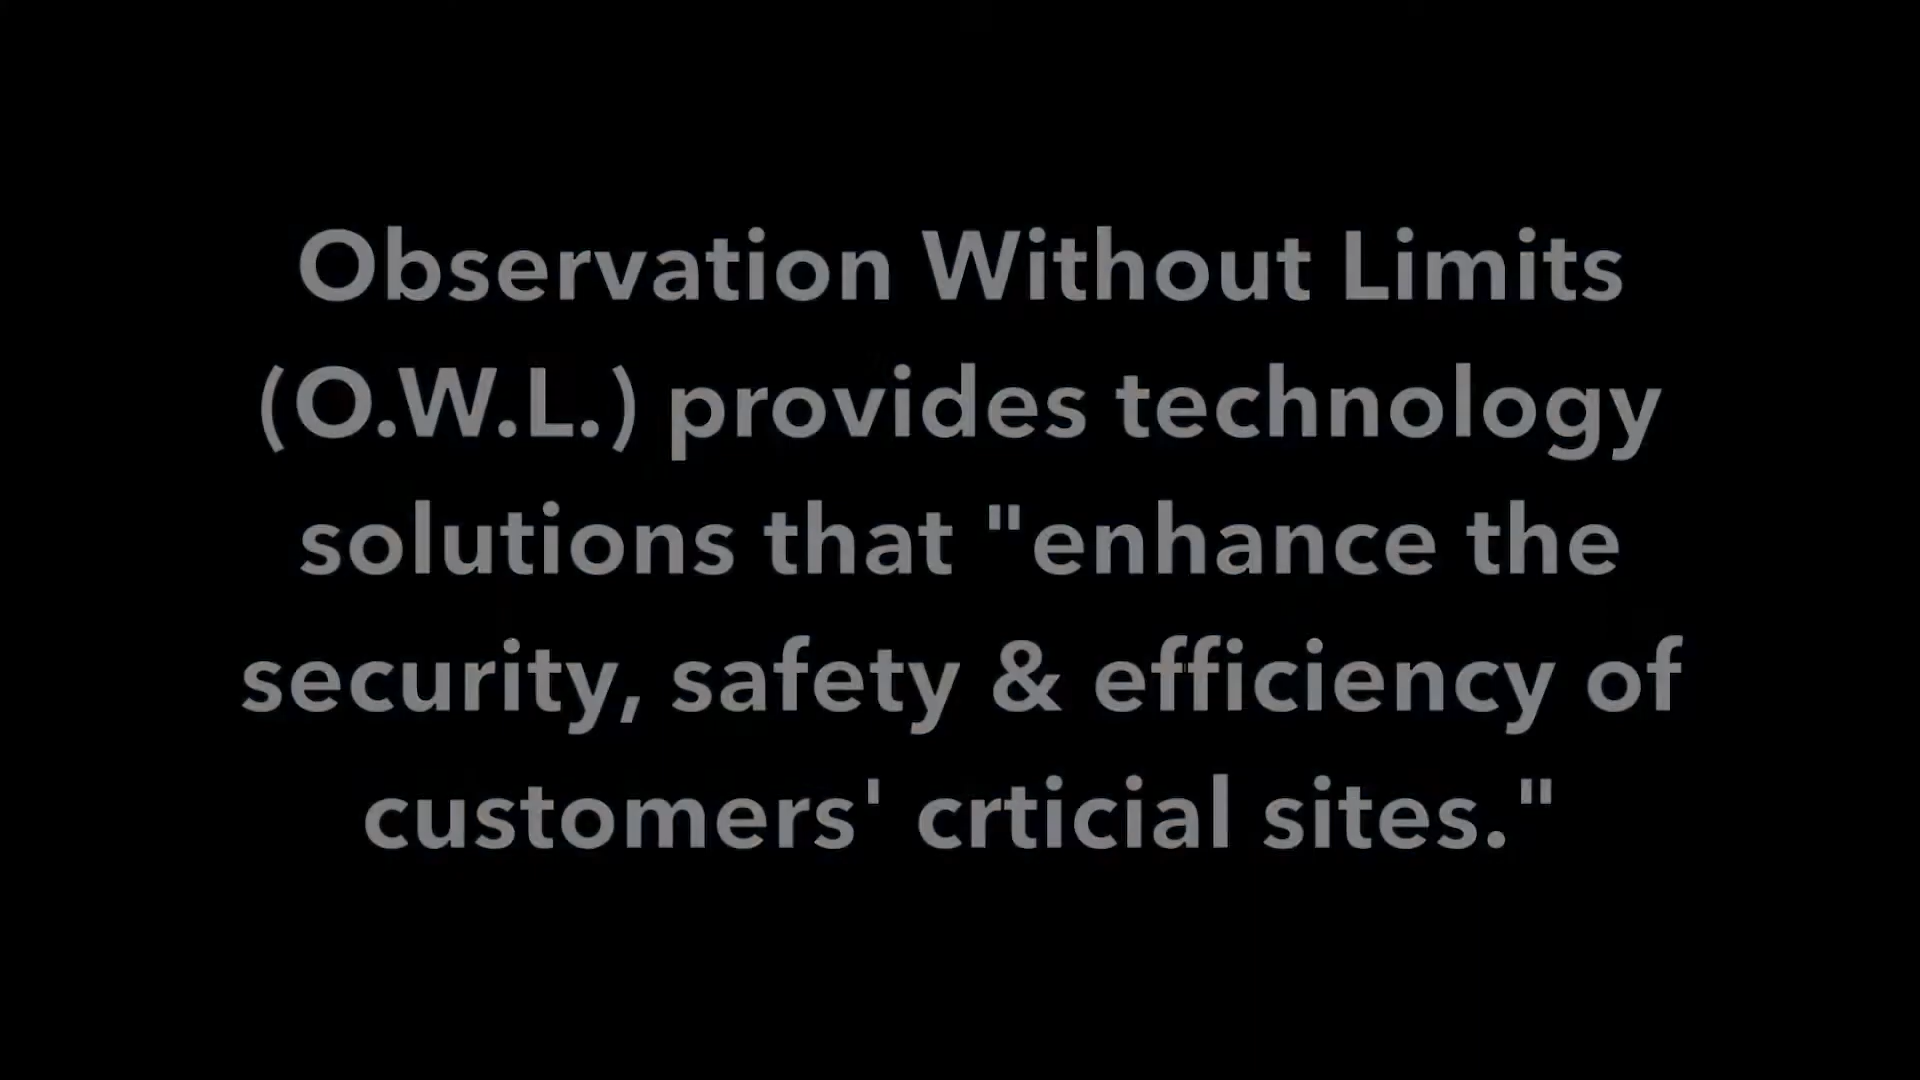 Observation Without Limits
(O.W.L.) provides technology
solutions that "enhance the
security, safety & efficiency of
customers' crticial sites."